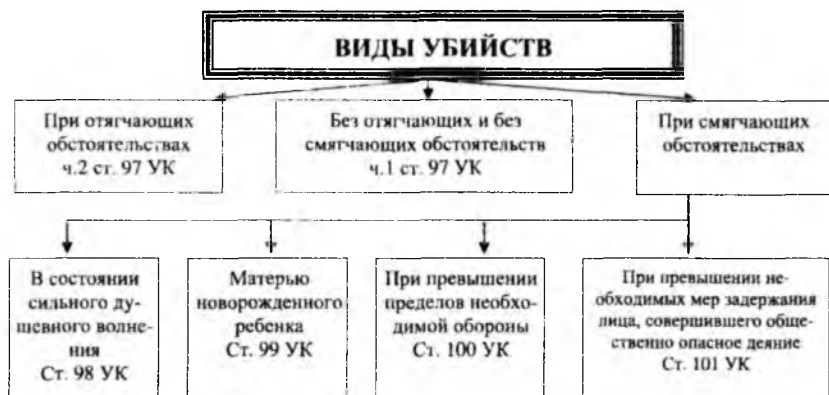 ВИДЫ УБИЙСТВ
При отягчающих
обстоятельствах
ч.2 ст. 97 УК
Без отягчающих и без
смягчающих обстоятельств
ч.1 ст. 97 УК
При смягчающих
обстоятельствах
В состоянии
сильного ду-
шевного волне-
ния
Ст. 98 УК
Матерью
новорожденного
ребенка
Ст. 99 УК
При превышении
пределов необхо-
димой обороны
Ст. 100 УК
При превышении не-
обходимых мер задержания
лица, совершившего обще-
ственно опасное деяние
Ст. 101 УК